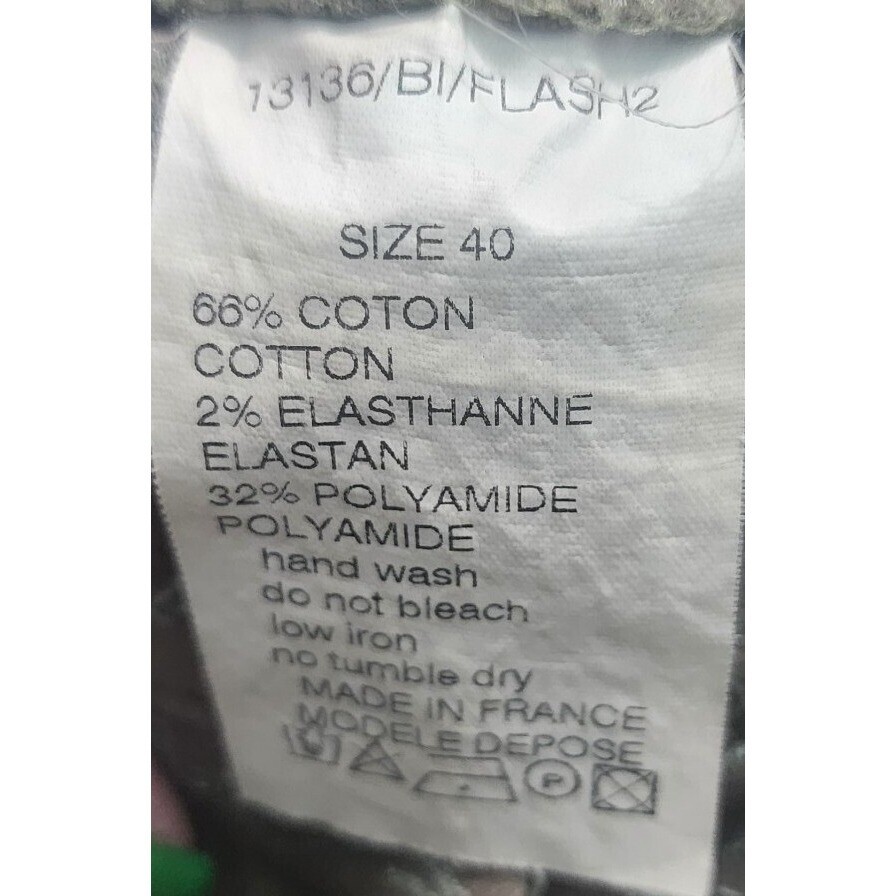 13136/BI/FLASH2
SIZE 40
66% COTON
COTTON
2% ELASTHANNE
ELASTAN
32% POLYAMIDE
POLYAMIDE
hand wash
do not bleach
low iron
no tumble dry
MADE IN FRANCE
MODELE DEPOSE
P